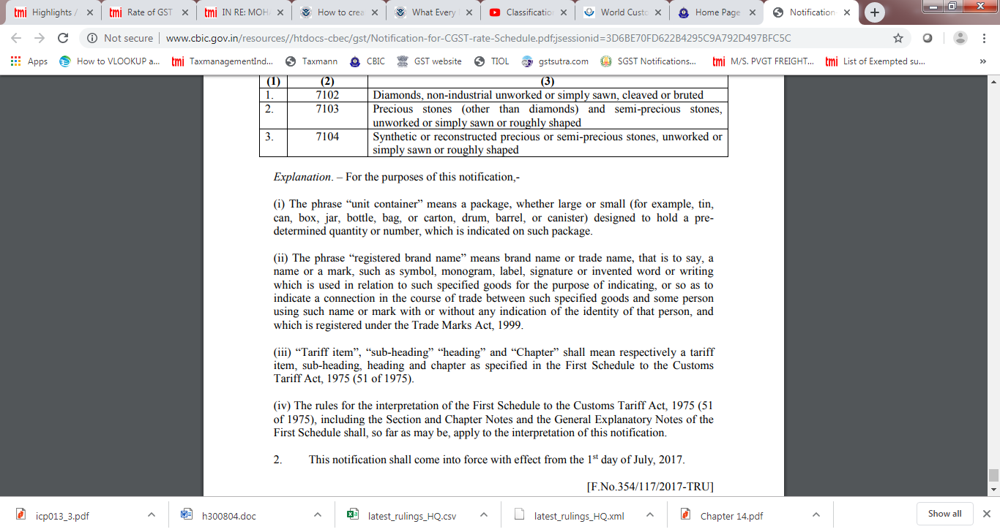 Highlights /
Rate of GST
IN RE: MOH
How to crea
What Every
Classificatio
World Custo
Home Page
Notification
Not secure
www.cbic.gov.in/resources//htdocs-cbec/gst/Notification-for-CGST-rate-Schedule.pdf;jsessionid=3D6BE70FD622B4295C9A792D497BFC5C
Apps
How to VLOOKUP a...
tmi TaxmanagementInd...
Taxmann
CBIC
GST website
TIOL
gstsutra.com
SGST Notifications...
tmi M/S. PVGT FREIGHT...
tmi List of Exempted su...
»
(1) (2) (3)
1. 7102 Diamonds, non-industrial unworked or simply sawn, cleaved or bruted
2. 7103 Precious stones (other than diamonds) and semi-precious stones,
unworked or simply sawn or roughly shaped
3. 7104 Synthetic or reconstructed precious or semi-precious stones, unworked or
simply sawn or roughly shaped
Explanation. – For the purposes of this notification,-
(i) The phrase “unit container” means a package, whether large or small (for example, tin,
can, box, jar, bottle, bag, or carton, drum, barrel, or canister) designed to hold a pre-
determined quantity or number, which is indicated on such package.
(ii) The phrase “registered brand name” means brand name or trade name, that is to say, a
name or a mark, such as symbol, monogram, label, signature or invented word or writing
which is used in relation to such specified goods for the purpose of indicating, or so as to
indicate a connection in the course of trade between such specified goods and some person
using such name or mark with or without any indication of the identity of that person, and
which is registered under the Trade Marks Act, 1999.
(iii) “Tariff item”, “sub-heading” “heading” and “Chapter” shall mean respectively a tariff
item, sub-heading, heading and chapter as specified in the First Schedule to the Customs
Tariff Act, 1975 (51 of 1975).
(iv) The rules for the interpretation of the First Schedule to the Customs Tariff Act, 1975 (51
of 1975), including the Section and Chapter Notes and the General Explanatory Notes of the
First Schedule shall, so far as may be, apply to the interpretation of this notification.
2. This notification shall come into force with effect from the 1st day of July, 2017.
[F.No.354/117/2017-TRU]
icp013_3.pdf
h300804.doc
latest_rulings_HQ.csv
latest_rulings_HQ.xml
Chapter 14.pdf
Show all